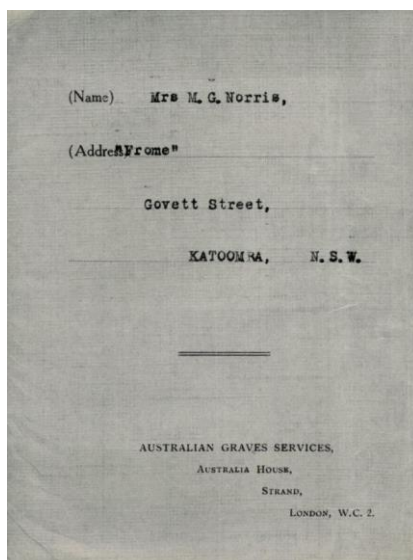 (Name) Mrs M. G. Norris,
(Address) "Frome"
Govett Street,
KATOOMBA, N.S.W.
AUSTRALIAN GRAVES SERVICES,
AUSTRALIA HOUSE,
STRAND,
LONDON, W.C. 2.